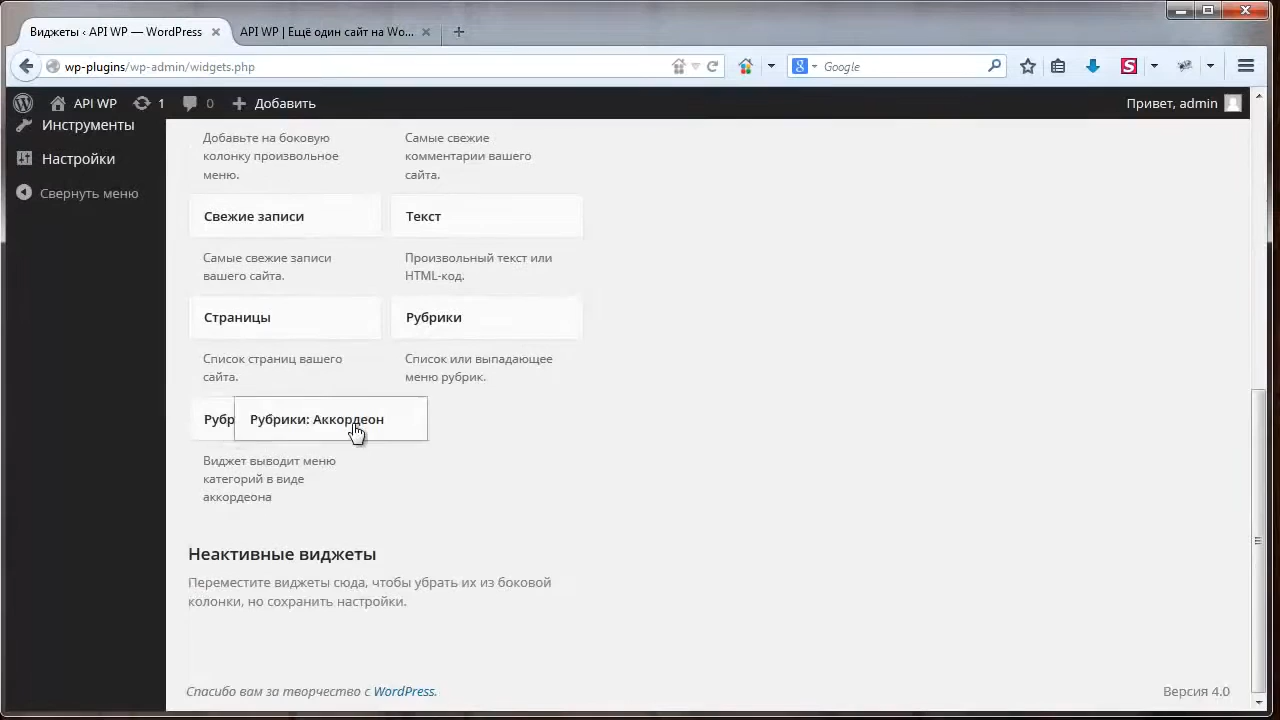 Виджеты ‹ API WP — WordPress
API WP | Ещё один сайт на Wo...
wp-plugins/wp-admin/widgets.php
Google
API WP
1
0
Добавить
Привет, admin
Инструменты
Настройки
Свернуть меню
Добавьте на боковую
колонку произвольное
меню.
Самые свежие
комментарии вашего
сайта.
Свежие записи
Текст
Самые свежие записи
вашего сайта.
Произвольный текст или
HTML-код.
Страницы
Рубрики
Список страниц вашего
сайта.
Список или выпадающее
меню рубрик.
Рубр
Рубрики: Аккордеон
Виджет выводит меню
категорий в виде
аккордеона
Неактивные виджеты
Переместите виджеты сюда, чтобы убрать их из боковой
колонки, но сохранить настройки.
Спасибо вам за творчество с WordPress.
Версия 4.0